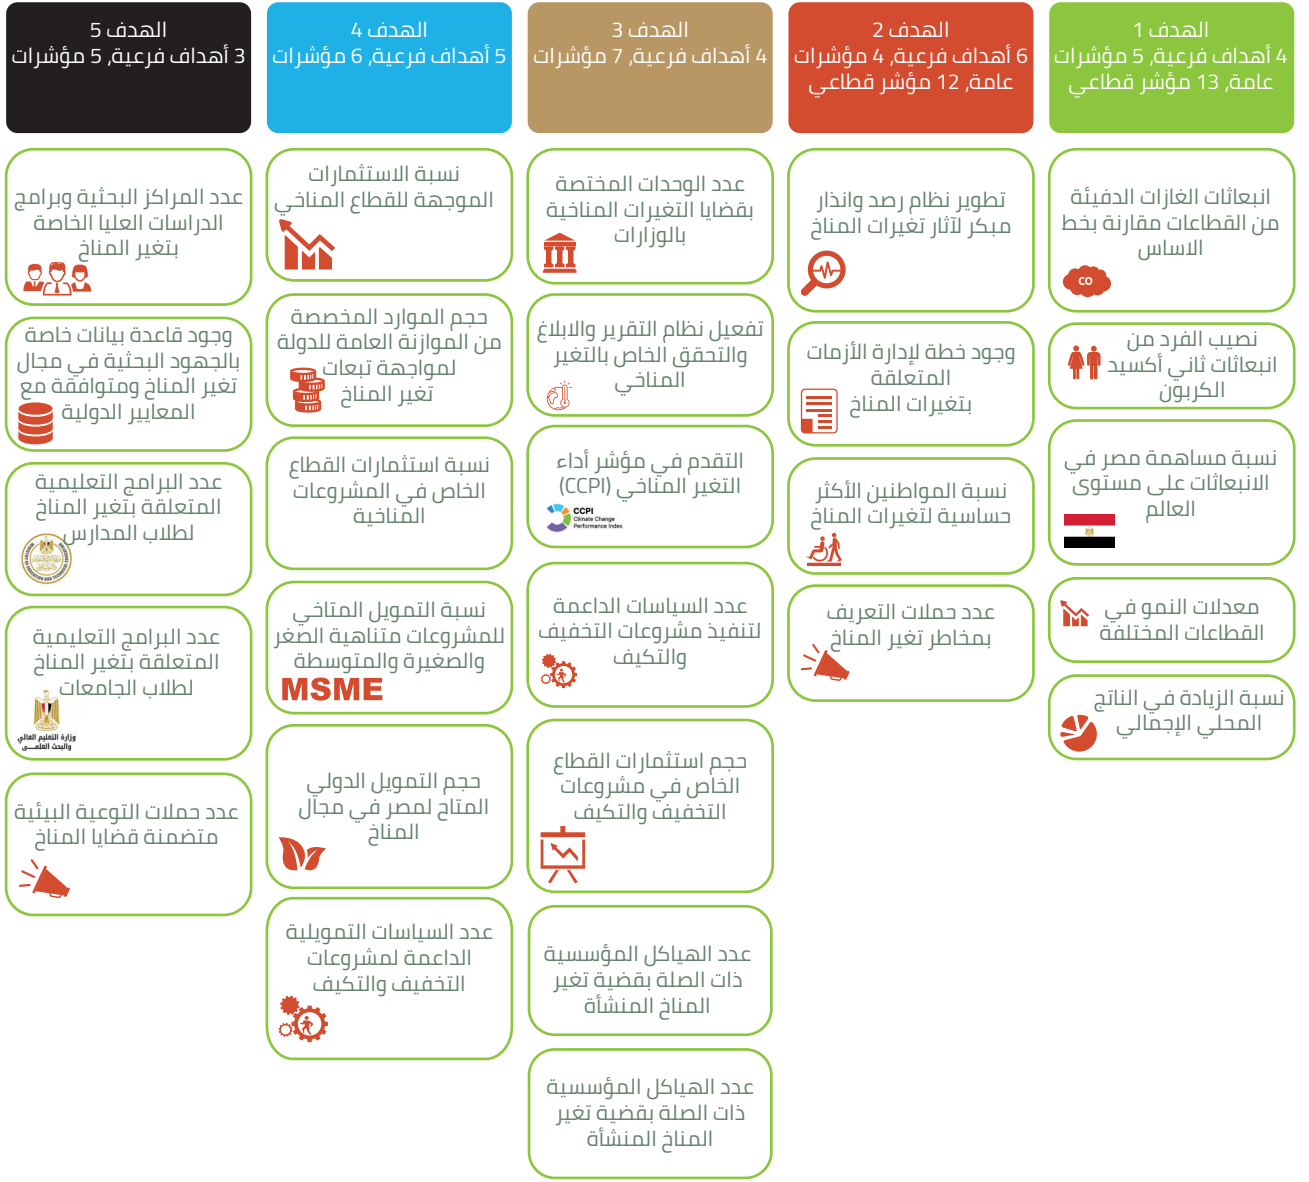 الهدف 1
4 أهداف فرعية, 5 مؤشرات
عامة, 13 مؤشر قطاعي
انبعاثات الغازات الدفيئة
من القطاعات مقارنة بخط
الاساس
CO
نصيب الفرد من
انبعاثات ثاني أكسيد
الكربون
نسبة مساهمة مصر في
الانبعاثات على مستوى
العالم
معدلات النمو في
القطاعات المختلفة
نسبة الزيادة في الناتج
المحلي الإجمالي
الهدف 2
6 أهداف فرعية, 4 مؤشرات
عامة, 12 مؤشر قطاعي
تطوير نظام رصد وانذار
مبكر لآثار تغيرات المناخ
وجود خطة لإدارة الأزمات
المتعلقة
بتغيرات المناخ
نسبة المواطنين الأكثر
حساسية لتغيرات المناخ
عدد حملات التعريف
بمخاطر تغير المناخ
الهدف 3
4 أهداف فرعية, 7 مؤشرات
عدد الوحدات المختصة
بقضايا التغيرات المناخية
بالوزارات
تفعيل نظام التقرير والابلاغ
والتحقق الخاص بالتغير
المناخي
التقدم في مؤشر أداء
التغير المناخي (CCPI)
CCPI
Climate Change
Performance Index
عدد السياسات الداعمة
لتنفيذ مشروعات التخفيف
والتكيف
حجم استثمارات القطاع
الخاص في مشروعات
التخفيف والتكيف
عدد الهياكل المؤسسية
ذات الصلة بقضية تغير
المناخ المنشأة
عدد الهياكل المؤسسية
ذات الصلة بقضية تغير
المناخ المنشأة
الهدف 4
5 أهداف فرعية, 6 مؤشرات
نسبة الاستثمارات
الموجهة للقطاع المناخي
حجم الموارد المخصصة
من الموازنة العامة للدولة
لمواجهة تبعات
تغير المناخ
نسبة استثمارات القطاع
الخاص في المشروعات
المناخية
نسبة التمويل المتاخي
للمشروعات متناهية الصغر
والصغيرة والمتوسطة
MSME
حجم التمويل الدولي
المتاح لمصر في مجال
المناخ
عدد السياسات التمويلية
الداعمة لمشروعات
التخفيف والتكيف
الهدف 5
3 أهداف فرعية, 5 مؤشرات
عدد المراكز البحثية وبرامج
الدراسات العليا الخاصة
بتغير المناخ
وجود قاعدة بيانات خاصة
بالجهود البحثية في مجال
تغير المناخ ومتوافقة مع
المعايير الدولية
عدد البرامج التعليمية
المتعلقة بتغير المناخ
لطلاب المدارس
عدد البرامج التعليمية
المتعلقة بتغير المناخ
لطلاب الجامعات
وزارة التعليم العالي
والبحث العلمـــى
عدد حملات التوعية البيئية
متضمنة قضايا المناخ